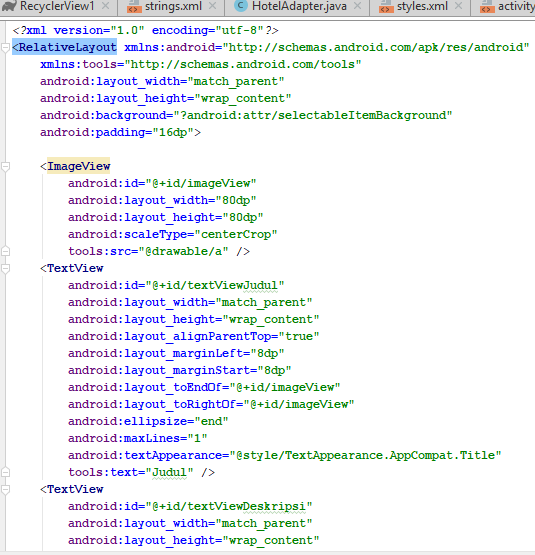 RecyclerView1 × strings.xml × HotelAdapter.java × styles.xml × activity
<?xml version="1.0" encoding="utf-8"?>
<RelativeLayout xmlns:android="http://schemas.android.com/apk/res/android"
    xmlns:tools="http://schemas.android.com/tools"
    android:layout_width="match_parent"
    android:layout_height="wrap_content"
    android:background="?android:attr/selectableItemBackground"
    android:padding="16dp">

    <ImageView
        android:id="@+id/imageView"
        android:layout_width="80dp"
        android:layout_height="80dp"
        android:scaleType="centerCrop"
        tools:src="@drawable/a" />
    <TextView
        android:id="@+id/textViewJudul"
        android:layout_width="match_parent"
        android:layout_height="wrap_content"
        android:layout_alignParentTop="true"
        android:layout_marginLeft="8dp"
        android:layout_marginStart="8dp"
        android:layout_toEndOf="@+id/imageView"
        android:layout_toRightOf="@+id/imageView"
        android:ellipsize="end"
        android:maxLines="1"
        android:textAppearance="@style/TextAppearance.AppCompat.Title"
        tools:text="Judul" />
    <TextView
        android:id="@+id/textViewDeskripsi"
        android:layout_width="match_parent"
        android:layout_height="wrap_content"